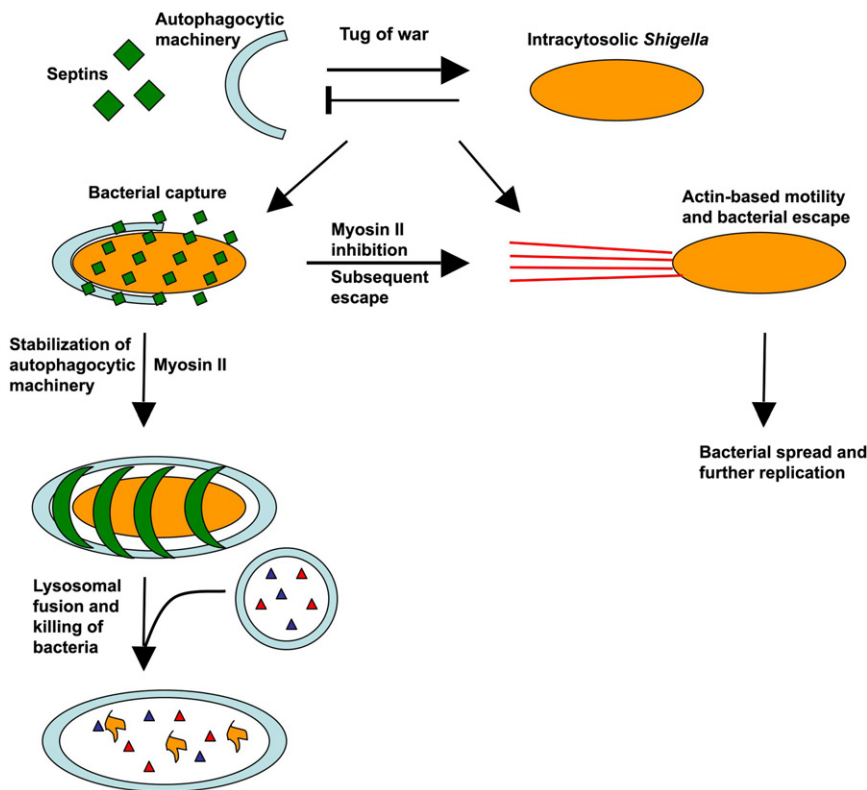 Autophagocytic
machinery
Septins
Tug of war
Intracytosolic Shigella
Bacterial capture
Myosin II
inhibition
Subsequent
escape
Actin-based motility
and bacterial escape
Stabilization of
autophagocytic
machinery
Myosin II
Bacterial spread and
further replication
Lysosomal
fusion and
killing of
bacteria